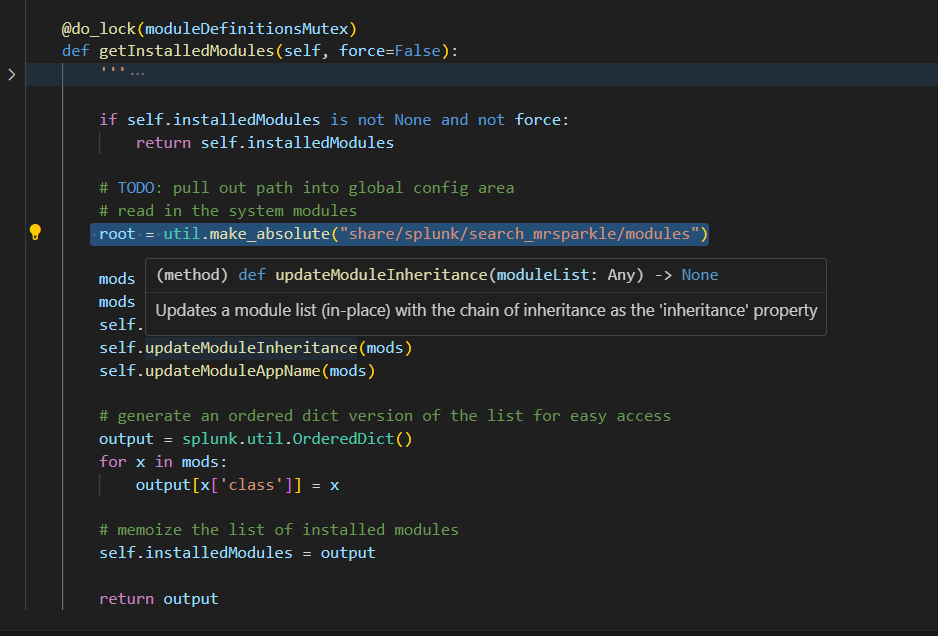 @do_lock(moduleDefinitionsMutex)
def getInstalledModules(self, force=False):
'''...
if self.installedModules is not None and not force:
return self.installedModules
# TODO: pull out path into global config area
# read in the system modules
root = util.make_absolute("share/splunk/search_mrsparkle/modules")
(method) def updateModuleInheritance(moduleList: Any) -> None
mods
Updates a module list (in-place) with the chain of inheritance as the 'inheritance' property
mods
self.
self.updateModuleInheritance(mods)
self.updateModuleAppName(mods)
# generate an ordered dict version of the list for easy access
output = splunk.util.OrderedDict()
for x in mods:
output[x['class']] = x
# memoize the list of installed modules
self.installedModules = output
return output